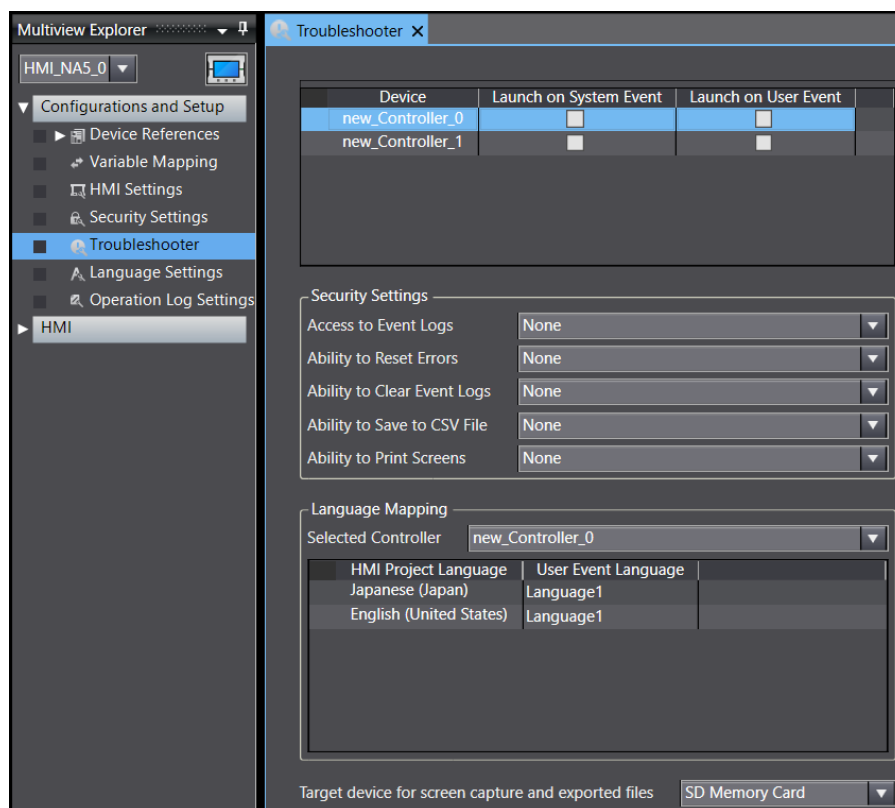 Multiview Explorer
HMI_NA5_0
Configurations and Setup
Device References
Variable Mapping
HMI Settings
Security Settings
Troubleshooter
Language Settings
Operation Log Settings
HMI
Troubleshooter
Device Launch on System Event Launch on User Event
new_Controller_0
new_Controller_1
Security Settings
Access to Event Logs None
Ability to Reset Errors None
Ability to Clear Event Logs None
Ability to Save to CSV File None
Ability to Print Screens None
Language Mapping
Selected Controller new_Controller_0
HMI Project Language User Event Language
Japanese (Japan) Language1
English (United States) Language1
Target device for screen capture and exported files SD Memory Card